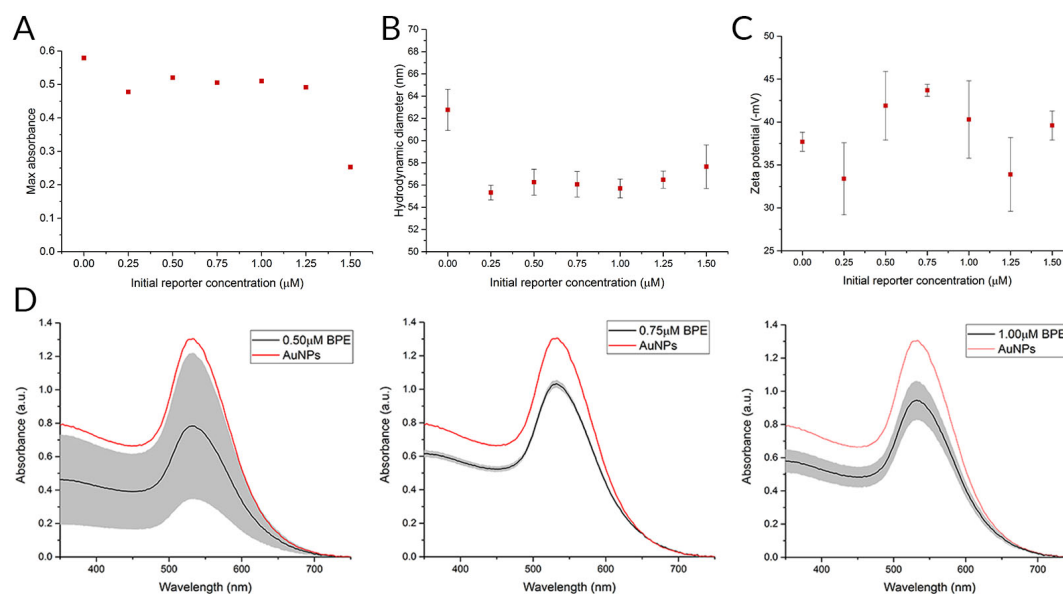 A
Max absorbance
0.6
0.5
0.4
0.3
0.2
0.1
0.0
0.00 0.25 0.50 0.75 1.00 1.25 1.50
Initial reporter concentration (μM)
B
Hydrodynamic diameter (nm)
68
66
64
62
60
58
56
54
52
50
0.00 0.25 0.50 0.75 1.00 1.25 1.50
Initial reporter concentration (μM)
C
Zeta potential (-mV)
50
45
40
35
30
25
0.00 0.25 0.50 0.75 1.00 1.25 1.50
Initial reporter concentration (μM)
D
Absorbance (a.u.)
1.4
1.2
1.0
0.8
0.6
0.4
0.2
0.0
0.50μM BPE
AuNPs
400 500 600 700
Wavelength (nm)
Absorbance (a.u.)
1.4
1.2
1.0
0.8
0.6
0.4
0.2
0.0
0.75μM BPE
AuNPs
400 500 600 700
Wavelength (nm)
Absorbance (a.u.)
1.4
1.2
1.0
0.8
0.6
0.4
0.2
0.0
1.00μM BPE
AuNPs
400 500 600 700
Wavelength (nm)